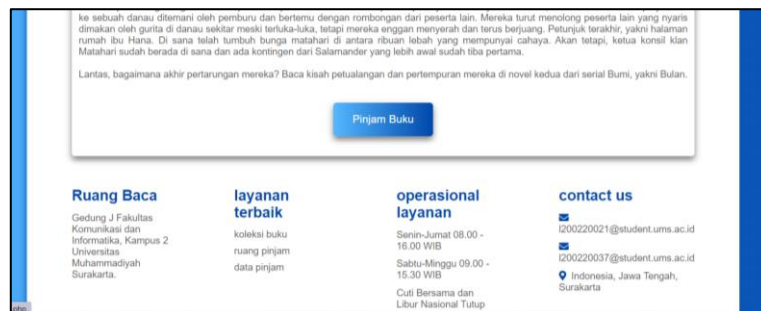 ke sebuah danau ditemani oleh pemburu dan bertemu dengan rombongan dari peserta lain. Mereka turut menolong peserta lain yang nyaris
dimakan oleh gurita di danau sekitar meski terluka-luka, tetapi mereka enggan menyerah dan terus berjuang. Petunjuk terakhir, yakni halaman
rumah ibu Hana. Di sana telah tumbuh bunga matahari di antara ribuan lebah yang mempunyai cahaya. Akan tetapi, ketua konsil klan
Matahari sudah berada di sana dan ada kontingen dari Salamander yang lebih awal sudah tiba pertama.
Lantas, bagaimana akhir pertarungan mereka? Baca kisah petualangan dan pertempuran mereka di novel kedua dari serial Bumi, yakni Bulan.
Pinjam Buku
Ruang Baca
Gedung J Fakultas
Komunikasi dan
Informatika, Kampus 2
Universitas
Muhammadiyah
Surakarta.
layanan
terbaik
koleksi buku
ruang pinjam
data pinjam
operasional
layanan
Senin-Jumat 08.00 -
16.00 WIB
Sabtu-Minggu 09.00 -
15.30 WIB
Cuti Bersama dan
Libur Nasional Tutup
contact us
l200220021@student.ums.ac.id
l200220037@student.ums.ac.id
Indonesia, Jawa Tengah,
Surakarta